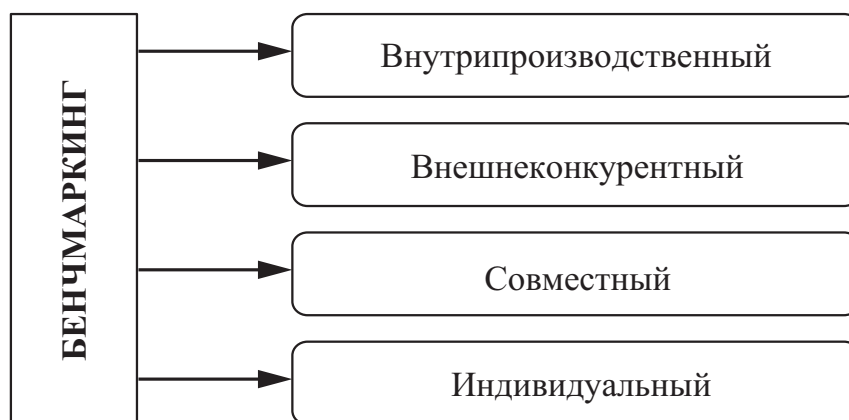 БЕНЧМАРКИНГ
Внутрипроизводственный
Внешнеконкурентный
Совместный
Индивидуальный